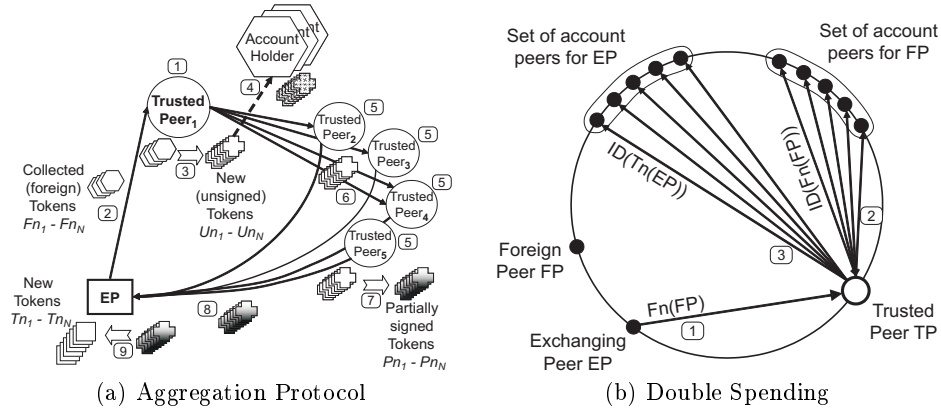 1
Trusted
Peer1
Account
Holder
nt
nt
4
5
Trusted
Peer2
5
Trusted
Peer3
3
Collected
(foreign)
Tokens
Fn1 - FnN
2
New
(unsigned)
Tokens
Un1 - UnN
6
5
Trusted
Peer4
Trusted
Peer5
5
New
Tokens
Tn1 - TnN
EP
8
7
Partially
signed
Tokens
Pn1 - PnN
9
(a) Aggregation Protocol
Set of account
peers for EP
Set of account
peers for FP
ID(Tn(EP))
ID(Fn(FP))
2
3
Foreign
Peer FP
Fn(FP)
1
Exchanging
Peer EP
Trusted
Peer TP
(b) Double Spending